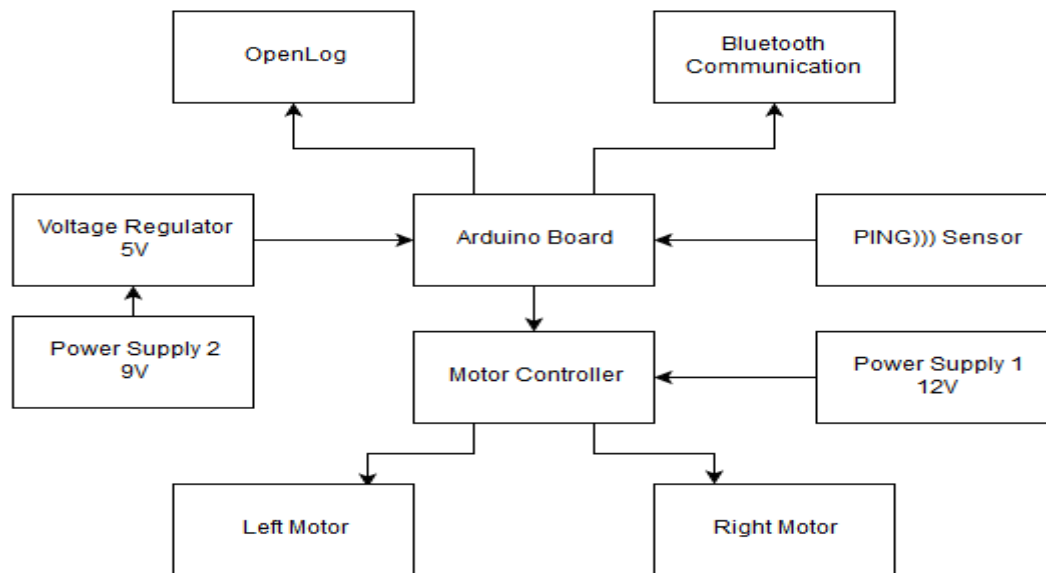 OpenLog
Bluetooth
Communication
Voltage Regulator
5V
Arduino Board
PING))) Sensor
Power Supply 2
9V
Motor Controller
Power Supply 1
12V
Left Motor
Right Motor